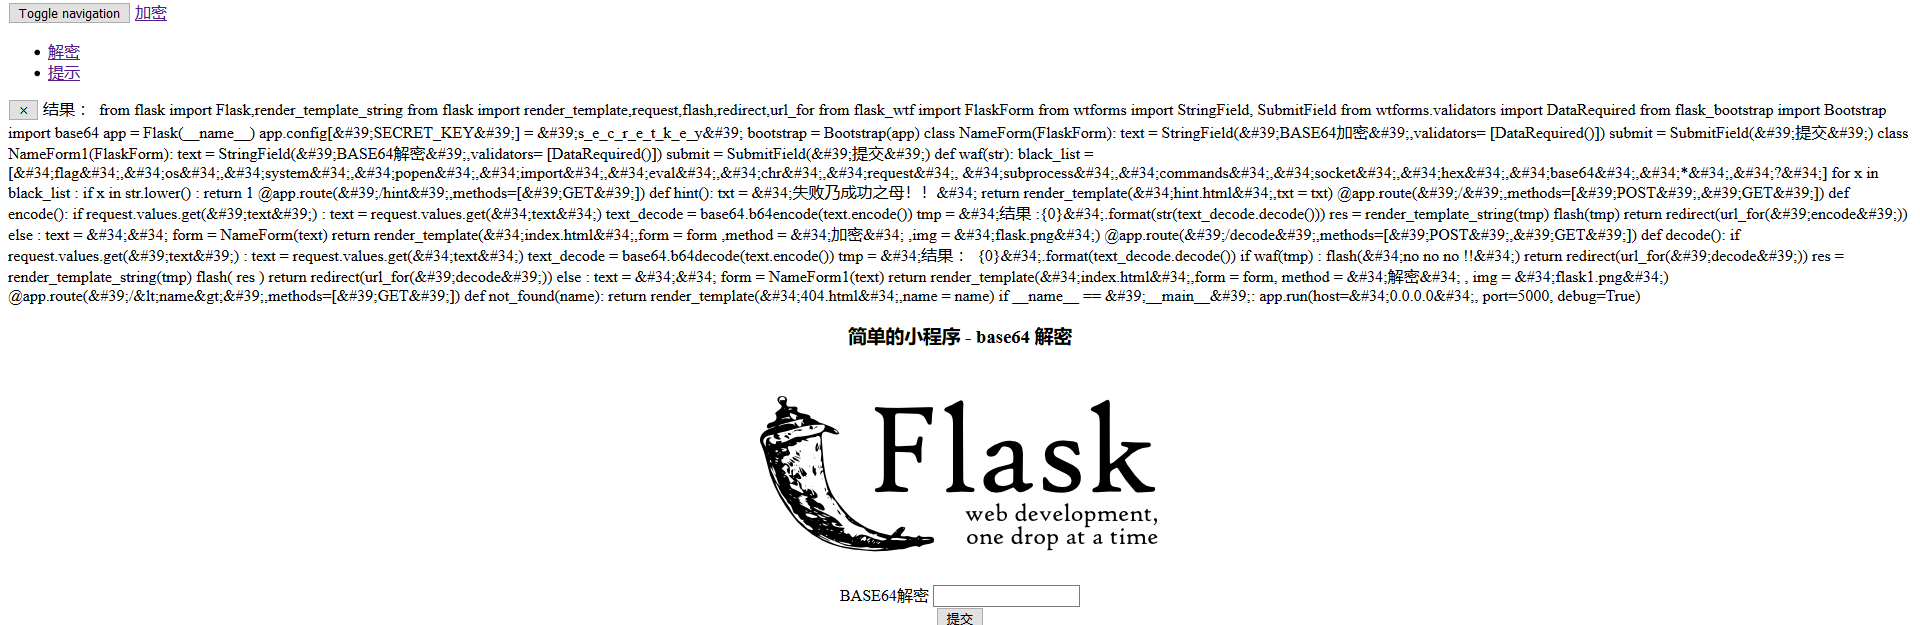 Toggle navigation 加密
解密
提示
× 结果 :  from flask import Flask,render_template_string from flask import render_template,request,flash,redirect,url_for from flask_wtf import FlaskForm from wtforms import StringField, SubmitField from wtforms.validators import DataRequired from flask_bootstrap import Bootstrap
import base64 app = Flask(__name__) app.config[&#39;SECRET_KEY&#39;] = &#39;s_e_c_r_e_t_k_e_y&#39; bootstrap = Bootstrap(app) class NameForm(FlaskForm): text = StringField(&#39;BASE64加密&#39;,validators= [DataRequired()]) submit = SubmitField(&#39;提交&#39;) class
NameForm1(FlaskForm): text = StringField(&#39;BASE64解密&#39;,validators= [DataRequired()]) submit = SubmitField(&#39;提交&#39;) def waf(str): black_list =
[&#34;flag&#34;,&#34;os&#34;,&#34;system&#34;,&#34;popen&#34;,&#34;import&#34;,&#34;eval&#34;,&#34;chr&#34;,&#34;request&#34;, &#34;subprocess&#34;,&#34;commands&#34;,&#34;socket&#34;,&#34;hex&#34;,&#34;base64&#34;,&#34;*&#34;,&#34;?&#34;] for x in
black_list : if x in str.lower() : return 1 @app.route(&#39;/hint&#39;,methods=[&#39;GET&#39;]) def hint(): txt = &#34;失败乃成功之母！！&#34; return render_template(&#34;hint.html&#34;,txt = txt) @app.route(&#39;/&#39;,methods=[&#39;POST&#39;,&#39;GET&#39;]) def
encode(): if request.values.get(&#39;text&#39;) : text = request.values.get(&#34;text&#34;) text_decode = base64.b64encode(text.encode()) tmp = &#34;结果 :{0}&#34;.format(str(text_decode.decode())) res = render_template_string(tmp) flash(tmp) return redirect(url_for(&#39;encode&#39;))
else : text = &#34;&#34; form = NameForm(text) return render_template(&#34;index.html&#34;,form = form ,method = &#34;加密&#34; ,img = &#34;flask.png&#34;) @app.route(&#39;/decode&#39;,methods=[&#39;POST&#39;,&#39;GET&#39;]) def decode(): if
request.values.get(&#39;text&#39;) : text = request.values.get(&#34;text&#34;) text_decode = base64.b64decode(text.encode()) tmp = &#34;结果 :  {0}&#34;.format(text_decode.decode()) if waf(tmp) : flash(&#34;no no no !!&#34;) return redirect(url_for(&#39;decode&#39;)) res =
render_template_string(tmp) flash( res ) return redirect(url_for(&#39;decode&#39;)) else : text = &#34;&#34; form = NameForm1(text) return render_template(&#34;index.html&#34;,form = form, method = &#34;解密&#34; , img = &#34;flask1.png&#34;)
@app.route(&#39;/&lt;name&gt;&#39;,methods=[&#39;GET&#39;]) def not_found(name): return render_template(&#34;404.html&#34;,name = name) if __name__ == &#39;__main__&#39;: app.run(host=&#34;0.0.0.0&#34;, port=5000, debug=True)
简单的小程序 - base64 解密
Flask
web development,
one drop at a time
BASE64解密
提交